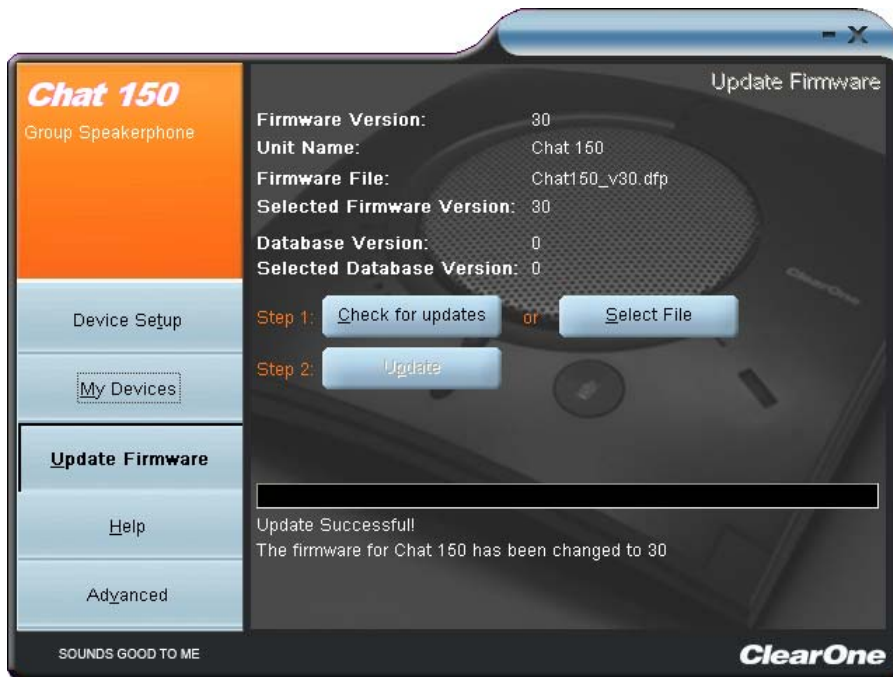 - X
Chat 150
Group Speakerphone
Update Firmware
Firmware Version: 30
Unit Name: Chat 150
Firmware File: Chat150_v30.dfp
Selected Firmware Version: 30
Database Version: 0
Selected Database Version: 0
Step 1: Check for updates or Select File
Step 2: Update
Device Setup
My Devices
Update Firmware
Help
Advanced
Update Successful!
The firmware for Chat 150 has been changed to 30
SOUNDS GOOD TO ME
ClearOne
ClearOne